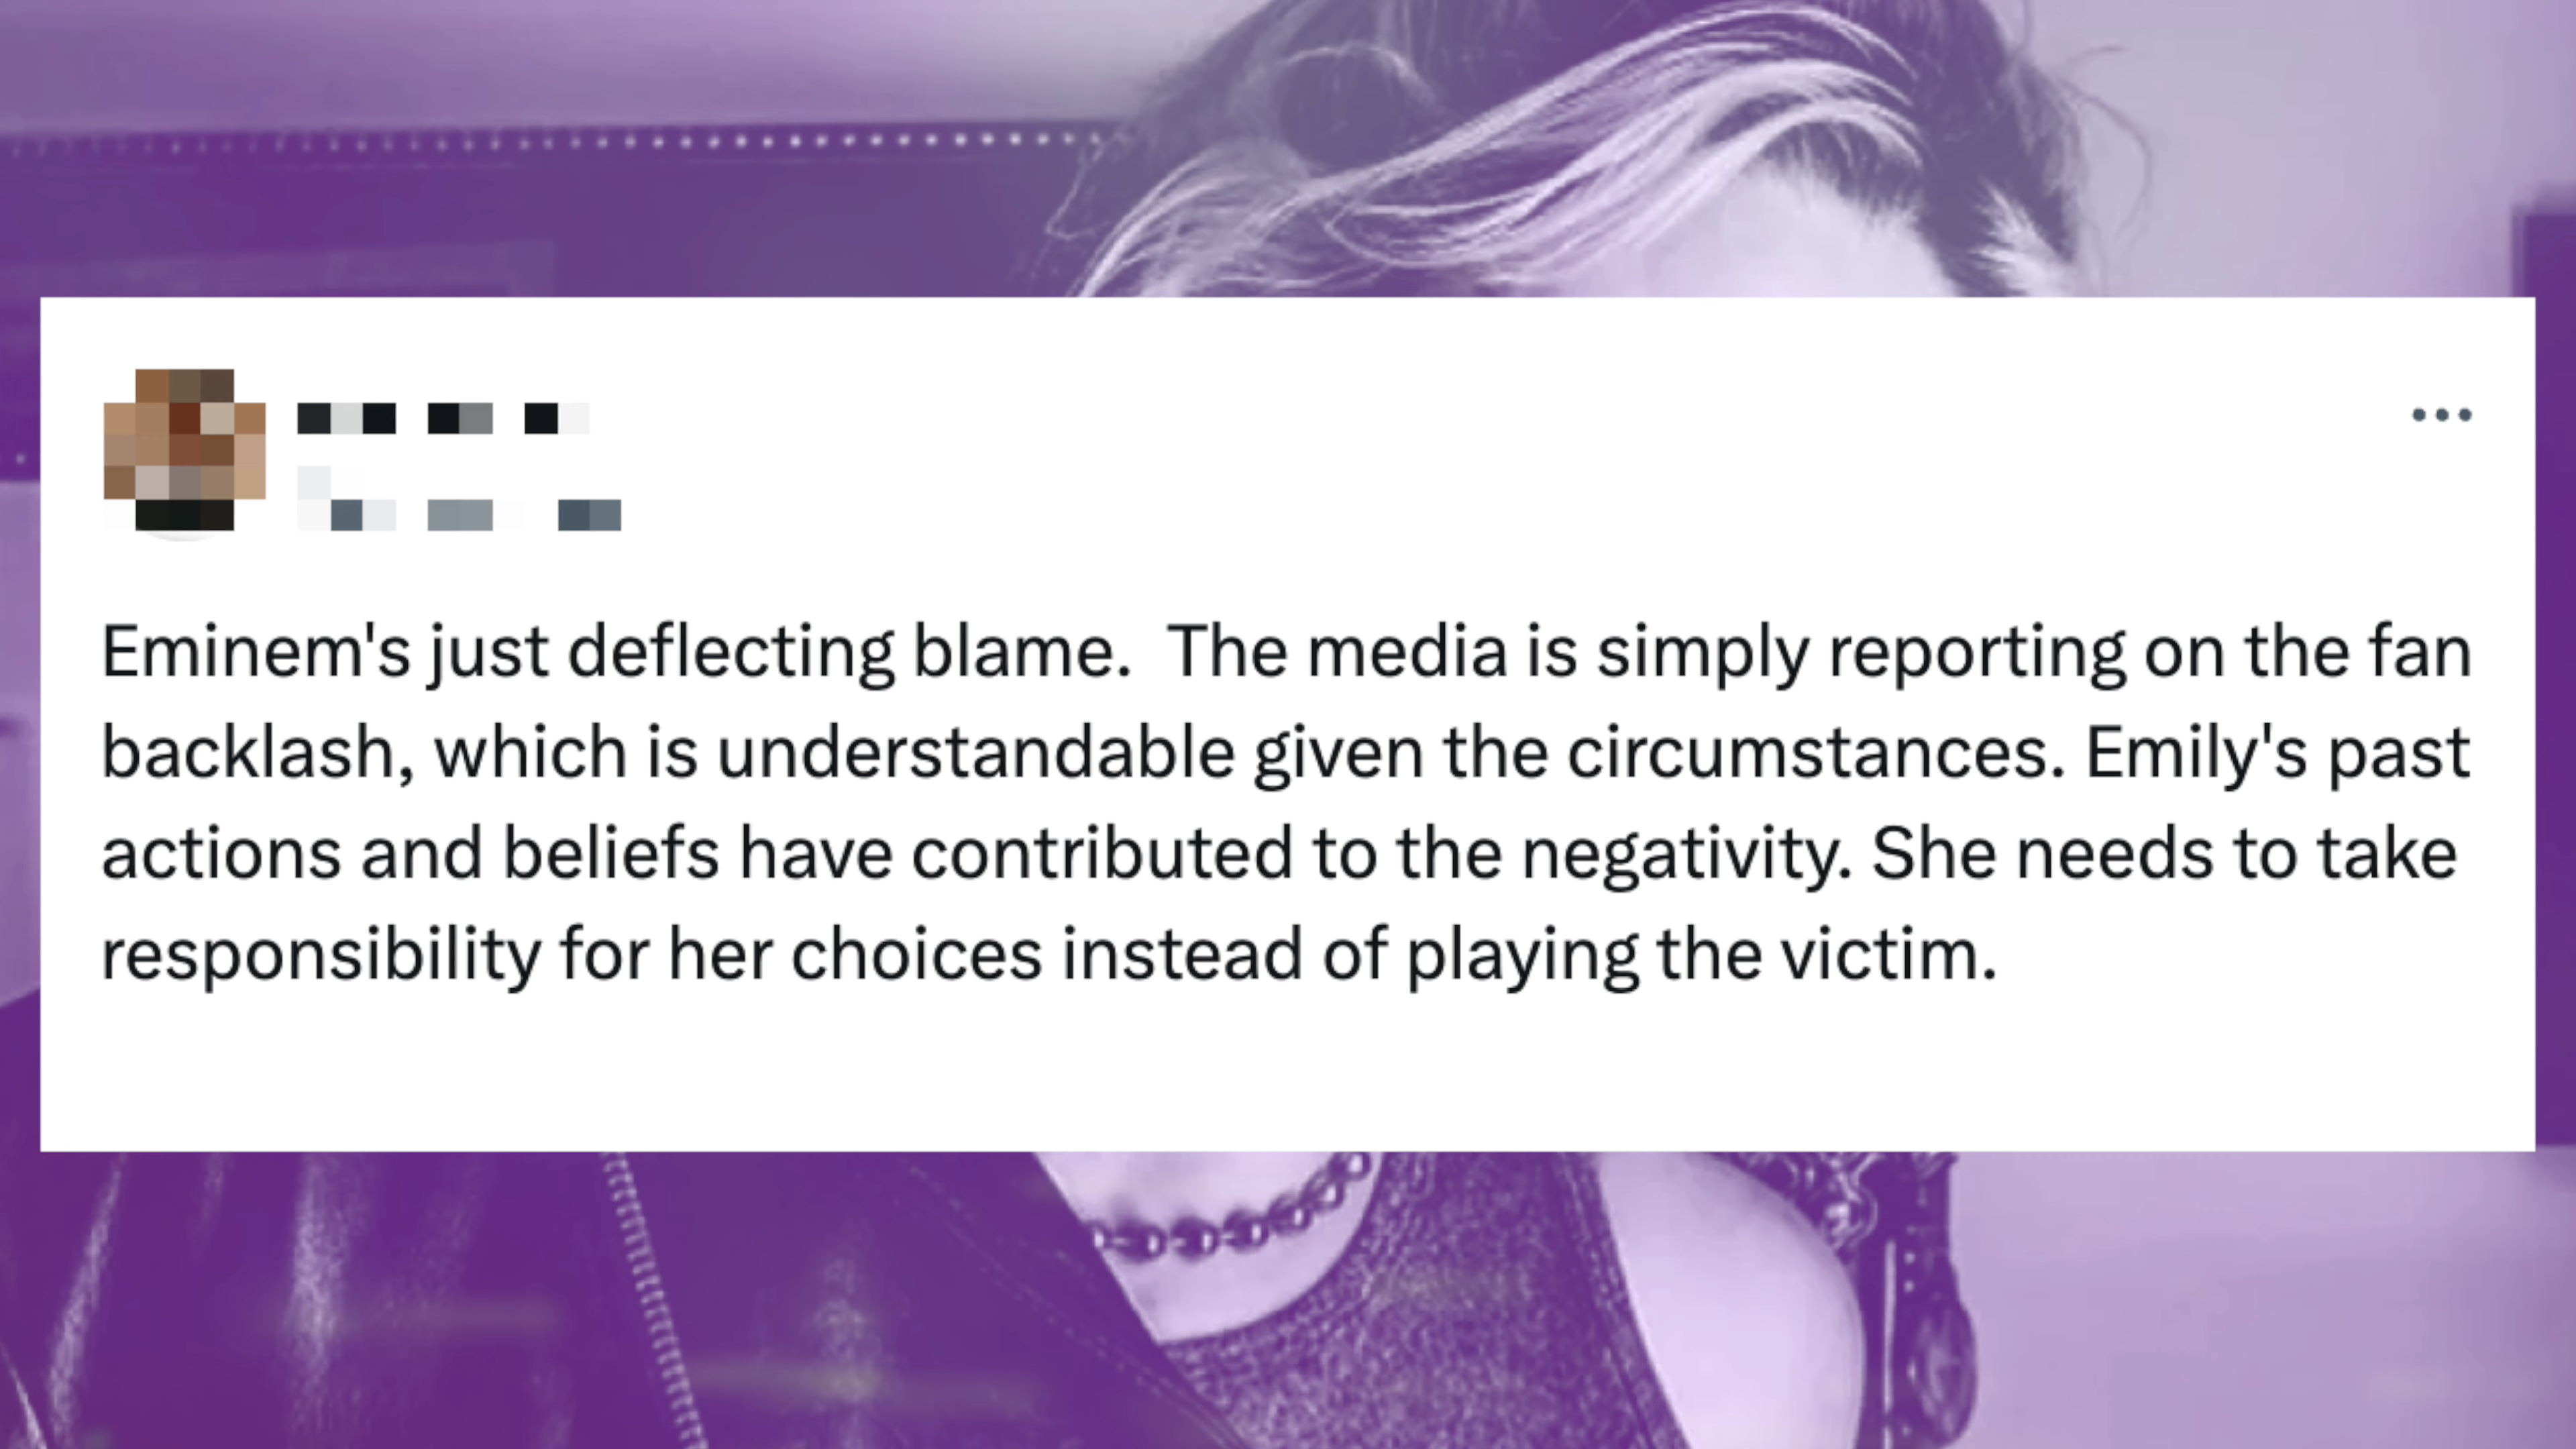 Eminem's just deflecting blame.  The media is simply reporting on the fan
backlash, which is understandable given the circumstances. Emily's past
actions and beliefs have contributed to the negativity. She needs to take
responsibility for her choices instead of playing the victim.